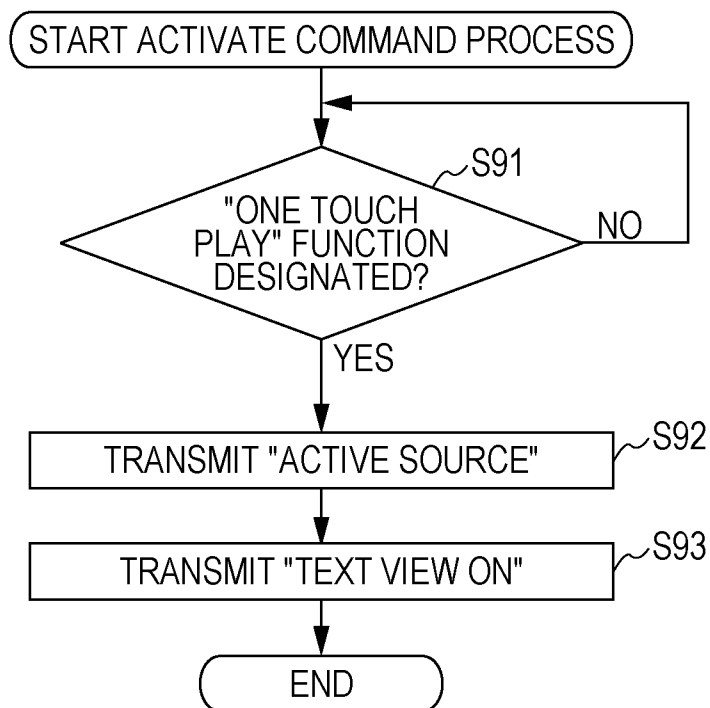 START ACTIVATE COMMAND PROCESS
S91
"ONE TOUCH
PLAY" FUNCTION
DESIGNATED?
NO
YES
TRANSMIT "ACTIVE SOURCE"
S92
TRANSMIT "TEXT VIEW ON"
S93
END